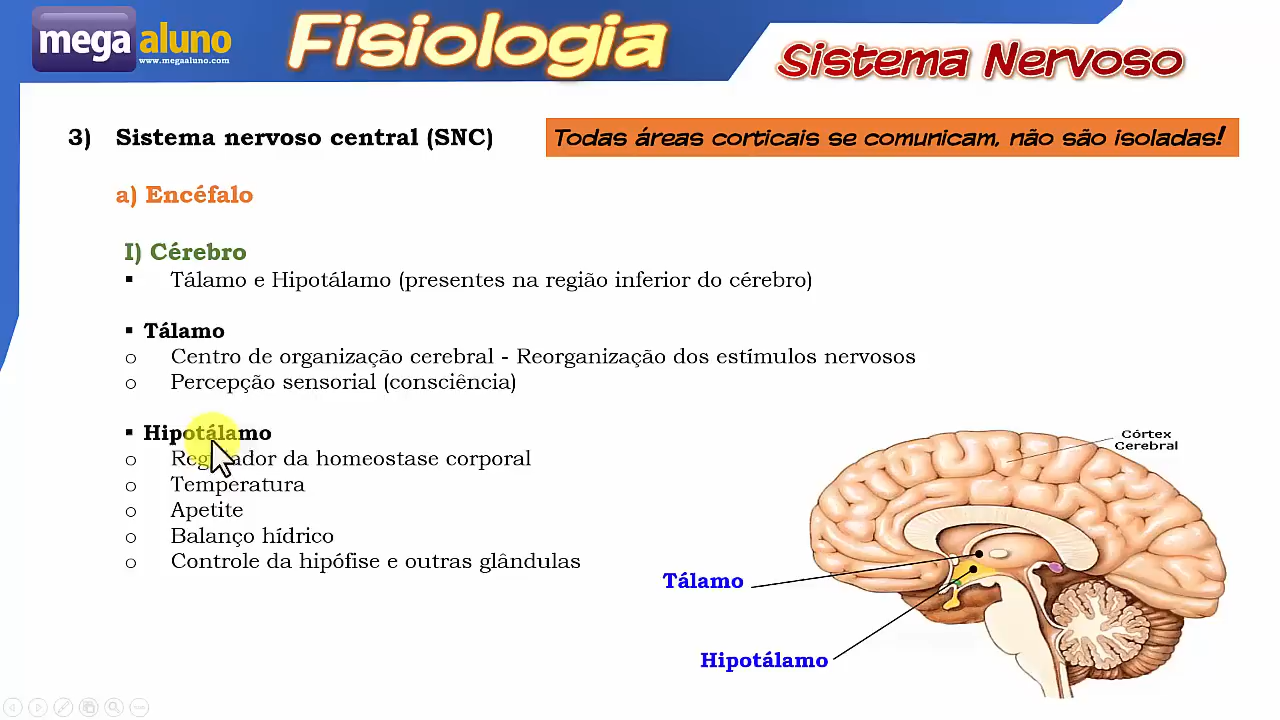 mega aluno
www.megaaluno.com
Fisiologia
Sistema Nervoso
3) Sistema nervoso central (SNC)
Todas áreas corticais se comunicam, não são isoladas!
a) Encéfalo
I) Cérebro
▪ Tálamo e Hipotálamo (presentes na região inferior do cérebro)
▪ Tálamo
o Centro de organização cerebral - Reorganização dos estímulos nervosos
o Percepção sensorial (consciência)
▪ Hipotálamo
o Regulador da homeostase corporal
o Temperatura
o Apetite
o Balanço hídrico
o Controle da hipófise e outras glândulas
Córtex
Cerebral
Tálamo
Hipotálamo